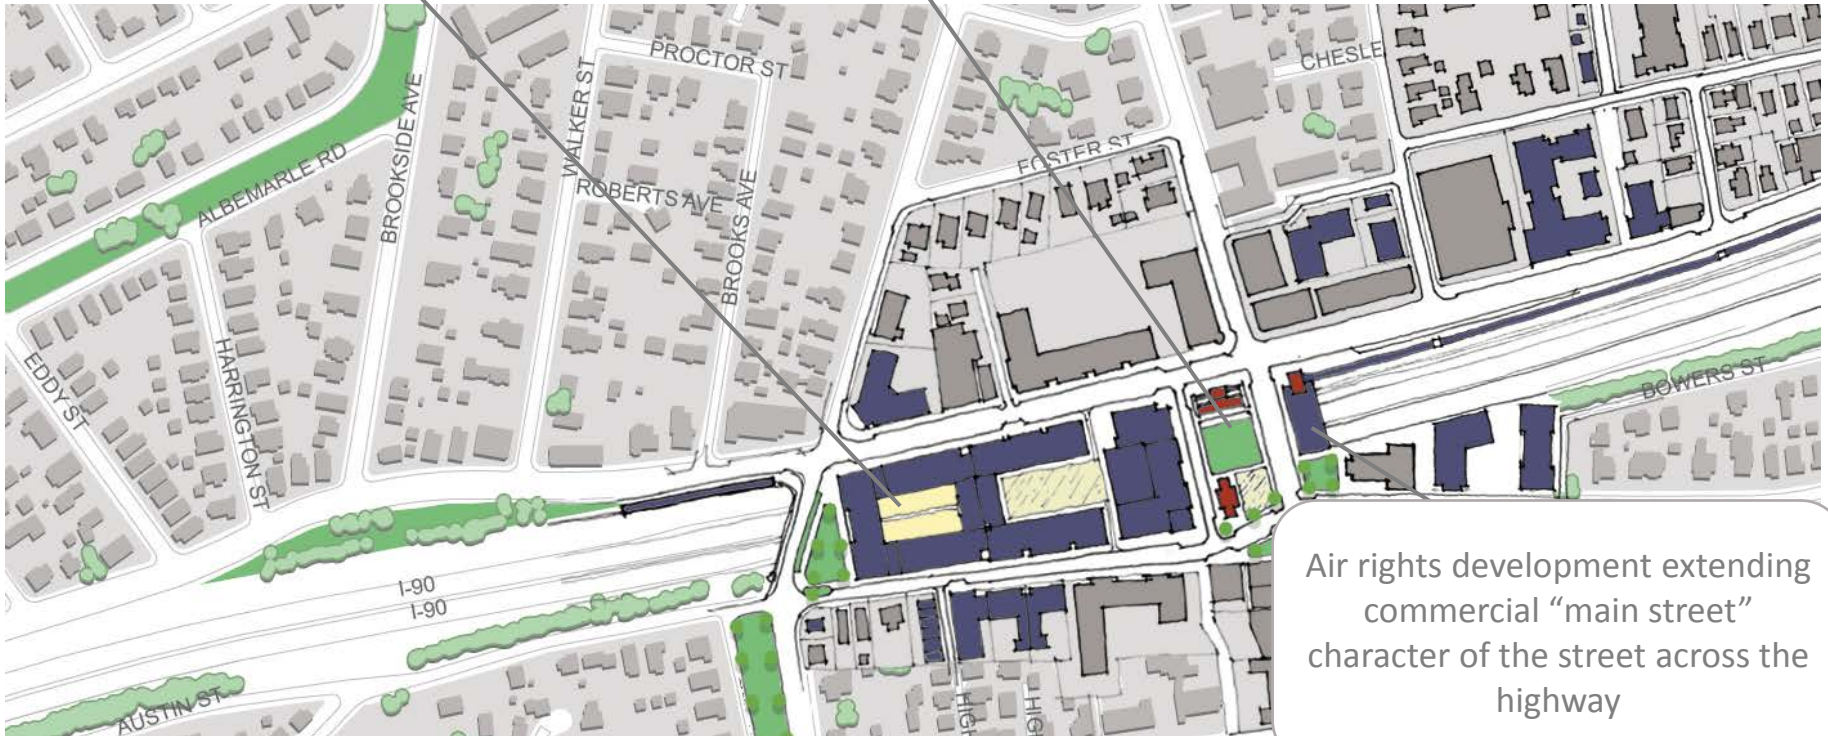 PROCTOR ST
CHESLE
WALKER ST
BROOKSIDE AVE
FOSTER ST
ALBEMARLE RD
ROBERTS AVE
BROOKS AVE
EDDY ST
HARRINGTON ST
BOWERS ST
I-90
I-90
AUSTIN ST
HIGH
HIGH
Air rights development extending
commercial “main street”
character of the street across the
highway